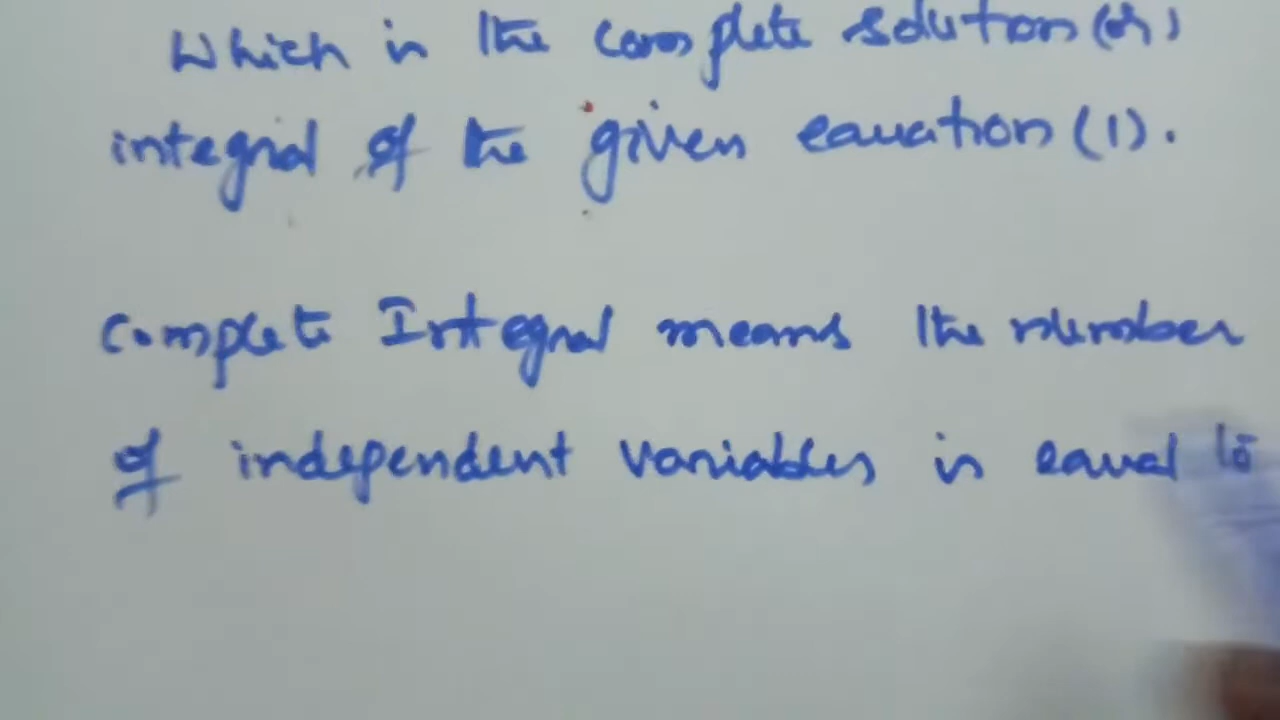 Which is the complete solution (or)
integral of the given equation (1).
Complete Integral means the number
of independent variables is equal to